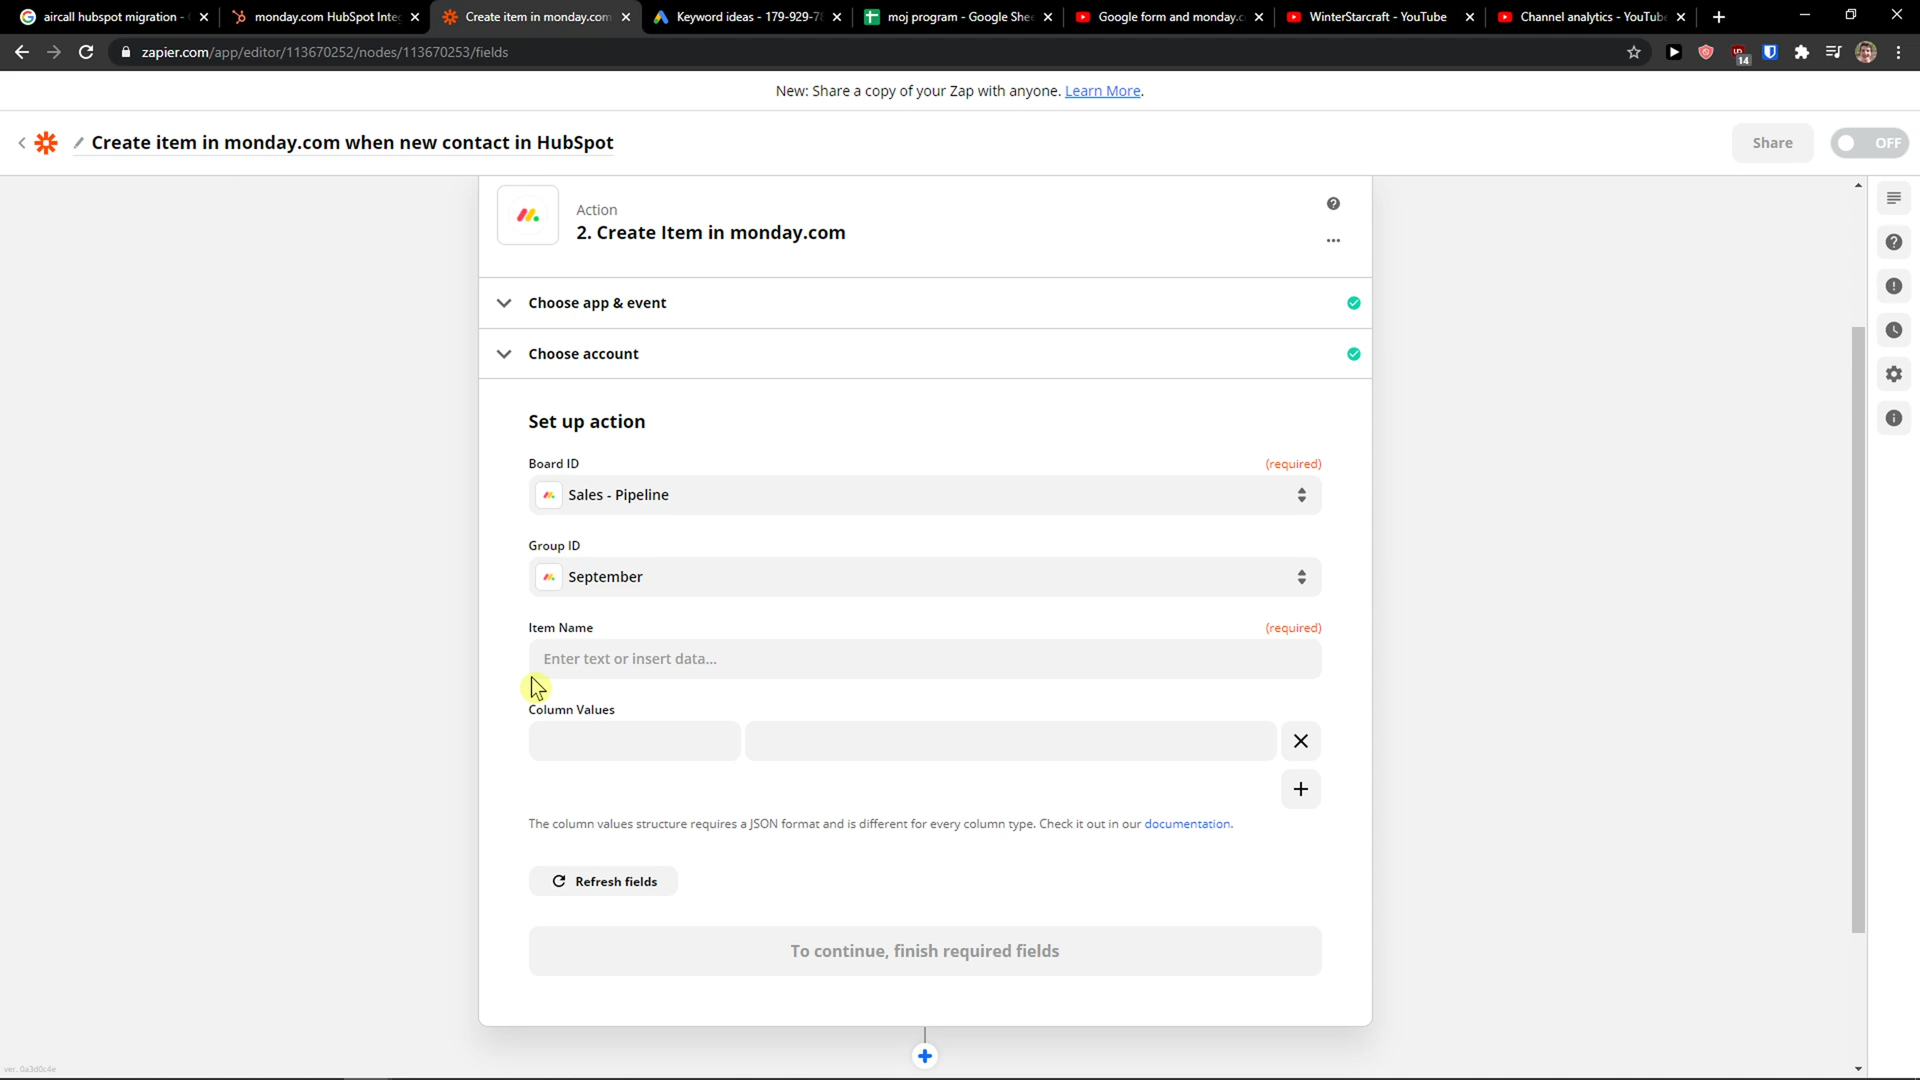 aircall hubspot migration -
monday.com HubSpot Inte
Create item in monday.com
Keyword ideas - 179-929-7
moj program - Google She
Google form and monday.c
WinterStarcraft - YouTube
Channel analytics - YouTub
zapier.com/app/editor/113670252/nodes/113670253/fields
14
New: Share a copy of your Zap with anyone. Learn More.
Create item in monday.com when new contact in HubSpot
Share
OFF
Action
2. Create Item in monday.com
Choose app & event
Choose account
Set up action
Board ID (required)
Sales - Pipeline
Group ID
September
Item Name (required)
Enter text or insert data...
Column Values
The column values structure requires a JSON format and is different for every column type. Check it out in our documentation.
Refresh fields
To continue, finish required fields
ver. 0a3d0c4e